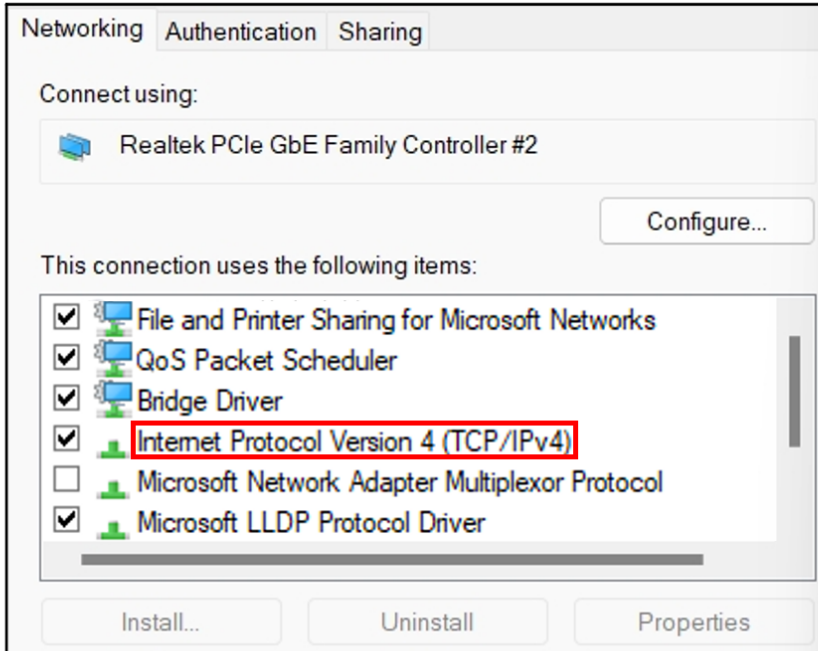 Networking Authentication Sharing
Connect using:
Realtek PCIe GbE Family Controller #2
Configure...
This connection uses the following items:
File and Printer Sharing for Microsoft Networks
QoS Packet Scheduler
Bridge Driver
Internet Protocol Version 4 (TCP/IPv4)
Microsoft Network Adapter Multiplexor Protocol
Microsoft LLDP Protocol Driver
Install... Uninstall Properties